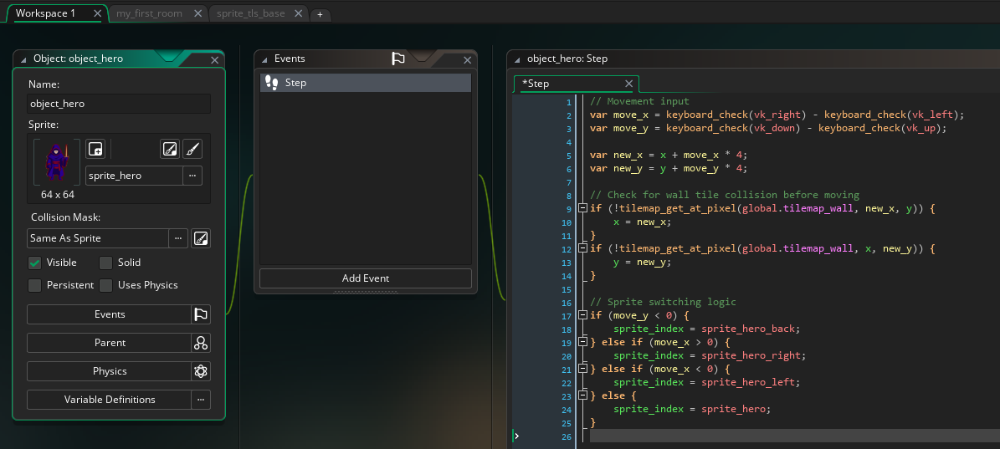 Workspace 1
my_first_room
sprite_tls_base
+
Object: object_hero
Name:
object_hero
Sprite:
sprite_hero
...
64 x 64
Collision Mask:
Same As Sprite
...
Visible
Solid
Persistent
Uses Physics
Events
Parent
Physics
Variable Definitions
...
Events
Step
Add Event
object_hero: Step
*Step
1 // Movement input
2 var move_x = keyboard_check(vk_right) - keyboard_check(vk_left);
3 var move_y = keyboard_check(vk_down) - keyboard_check(vk_up);
4
5 var new_x = x + move_x * 4;
6 var new_y = y + move_y * 4;
7
8 // Check for wall tile collision before moving
9 if (!tilemap_get_at_pixel(global.tilemap_wall, new_x, y)) {
10 x = new_x;
11 }
12 if (!tilemap_get_at_pixel(global.tilemap_wall, x, new_y)) {
13 y = new_y;
14 }
15
16 // Sprite switching logic
17 if (move_y < 0) {
18 sprite_index = sprite_hero_back;
19 } else if (move_x > 0) {
20 sprite_index = sprite_hero_right;
21 } else if (move_x < 0) {
22 sprite_index = sprite_hero_left;
23 } else {
24 sprite_index = sprite_hero;
25 }
26